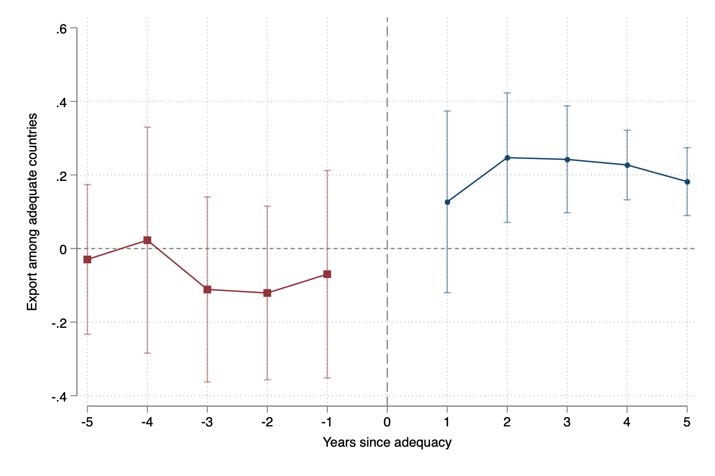 Export among adequate countries
.6
.4
.2
0
-.2
-.4
-5 -4 -3 -2 -1 0 1 2 3 4 5
Years since adequacy